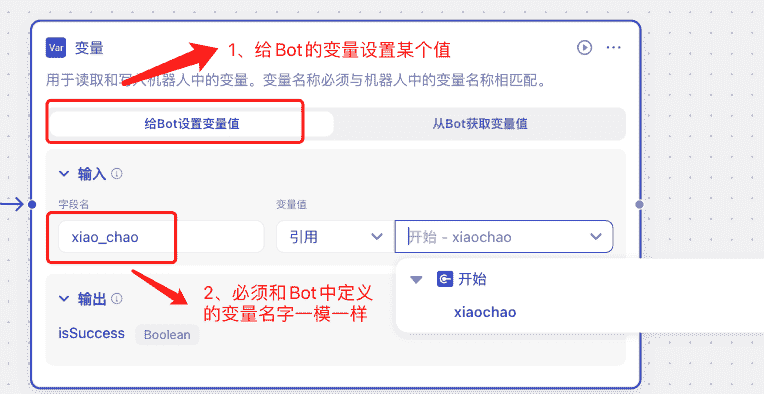 Var 变量
1、给Bot的变量设置某个值
用于读取和写入机器人中的变量。变量名称必须与机器人中的变量名称相匹配。
给Bot设置变量值 从Bot获取变量值
输入
字段名 变量值
xiao_chao 引用 开始 - xiaochao
输出
2、必须和Bot中定义
的变量名字一模一样
开始
isSuccess Boolean
xiaochao